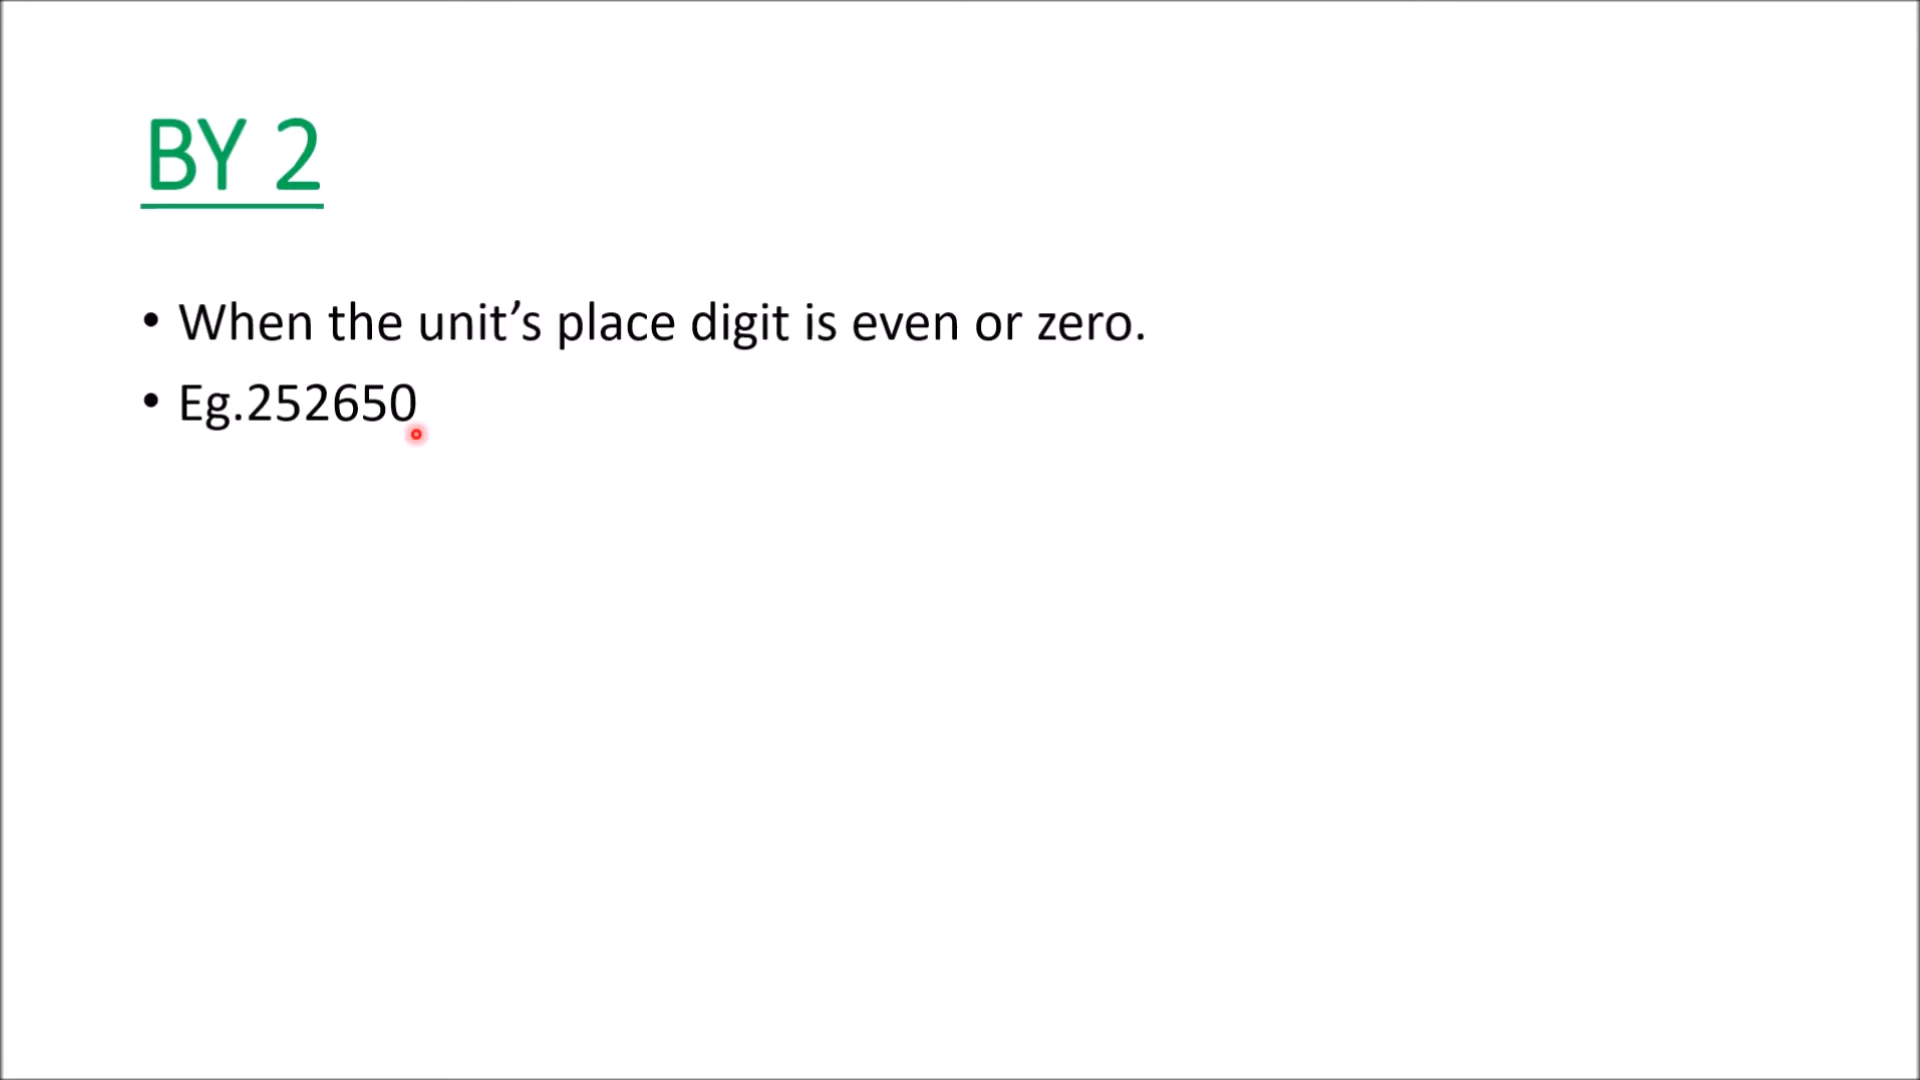 BY 2
• When the unit’s place digit is even or zero.
• Eg.252650